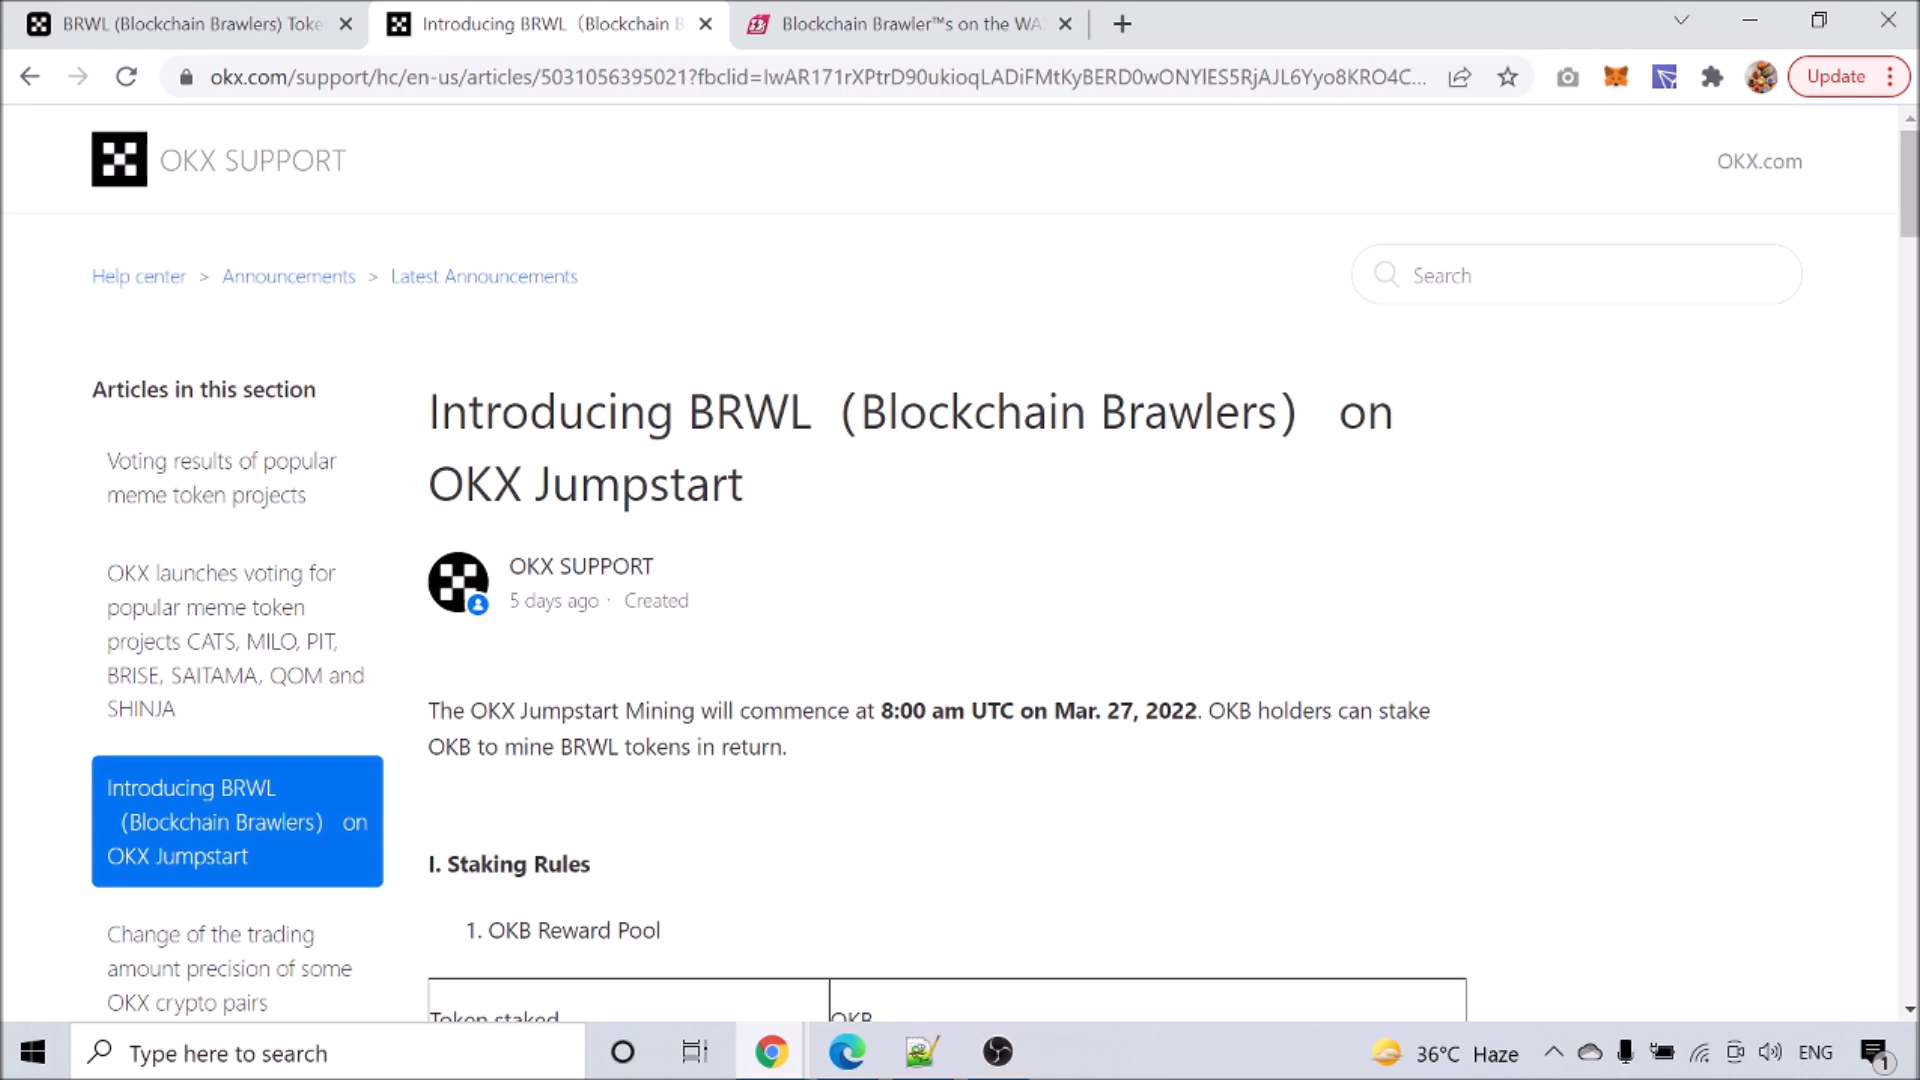 BRWL (Blockchain Brawlers) Toke
Introducing BRWL（Blockchain B
Blockchain Brawler™s on the WA
okx.com/support/hc/en-us/articles/5031056395021?fbclid=IwAR171rXPtrD90ukioqLADiFMtKyBERD0wONYlES5RjAJL6Yyo8KRO4C...
Update
OKX SUPPORT
OKX.com
Help center > Announcements > Latest Announcements
Search
Articles in this section
Voting results of popular
meme token projects
OKX launches voting for
popular meme token
projects CATS, MILO, PIT,
BRISE, SAITAMA, QOM and
SHINJA
Introducing BRWL
（Blockchain Brawlers） on
OKX Jumpstart
Change of the trading
amount precision of some
OKX crypto pairs
Introducing BRWL（Blockchain Brawlers） on
OKX Jumpstart
OKX SUPPORT
5 days ago · Created
The OKX Jumpstart Mining will commence at 8:00 am UTC on Mar. 27, 2022. OKB holders can stake
OKB to mine BRWL tokens in return.
I. Staking Rules
1. OKB Reward Pool
Token staked
OKB
Type here to search
36°C Haze
ENG
1